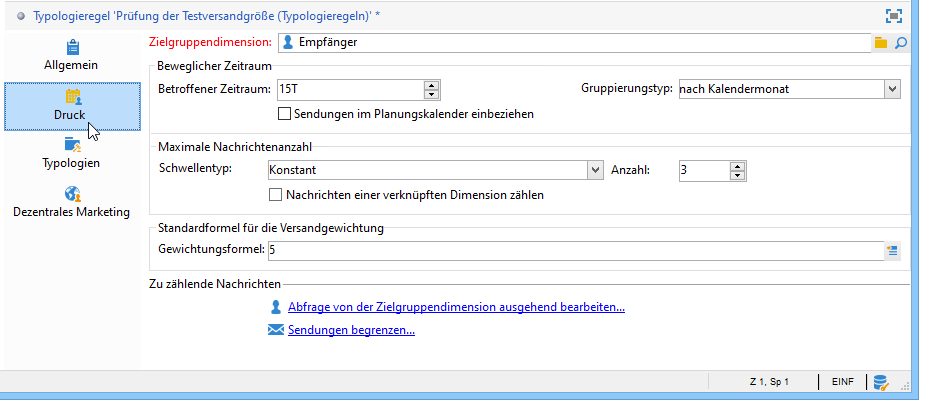 Typologieregel 'Prüfung der Testversandgröße (Typologieregeln)' *
Allgemein
Druck
Typologien
Dezentrales Marketing
Zielgruppendimension: Empfänger
Beweglicher Zeitraum
Betroffener Zeitraum: 15T Gruppierungstyp: nach Kalendermonat
Sendungen im Planungskalender einbeziehen
Maximale Nachrichtenanzahl
Schwellentyp: Konstant Anzahl: 3
Nachrichten einer verknüpften Dimension zählen
Standardformel für die Versandgewichtung
Gewichtungsformel: 5
Zu zählende Nachrichten
Abfrage von der Zielgruppendimension ausgehend bearbeiten...
Sendungen begrenzen...
Z 1, Sp 1 EINF